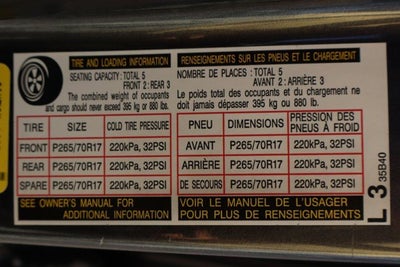 TIRE AND LOADING INFORMATION
SEATING CAPACITY : TOTAL 5
FRONT 2 : REAR 3
The combined weight of occupants
and cargo should never exceed 395 kg or 880 lbs.
TIRE SIZE COLD TIRE PRESSURE
FRONT P265/70R17 220kPa, 32PSI
REAR P265/70R17 220kPa, 32PSI
SPARE P265/70R17 220kPa, 32PSI
SEE OWNER'S MANUAL FOR
ADDITIONAL INFORMATION
RENSEIGNEMENTS SUR LES PNEUS ET LE CHARGEMENT
NOMBRE DE PLACES : TOTAL 5
AVANT 2 : ARRIÈRE 3
Le poids total des occupants et du chargement ne
doit jamais dépasser 395 kg ou 880 lb.
PNEU DIMENSIONS PRESSION DES
PNEUS À FROID
AVANT P265/70R17 220kPa, 32PSI
ARRIÈRE P265/70R17 220kPa, 32PSI
DE SECOURS P265/70R17 220kPa, 32PSI
VOIR LE MANUEL DE L'USAGER
POUR PLUS DE RENSEIGNEMENTS
L 3
35B40